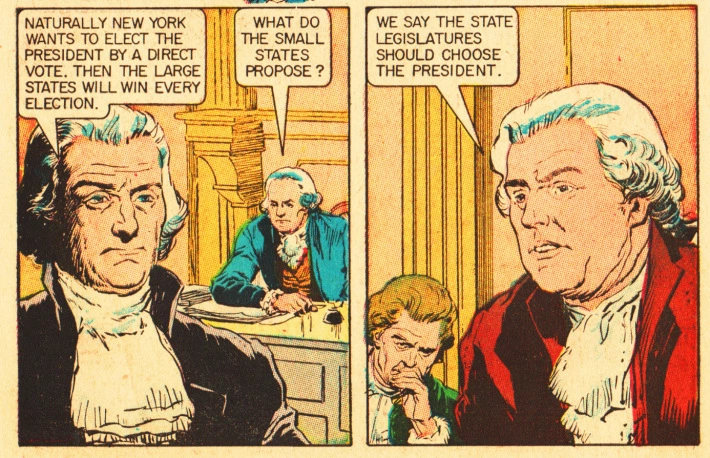 NATURALLY NEW YORK
WANTS TO ELECT THE
PRESIDENT BY A DIRECT
VOTE. THEN THE LARGE
STATES WILL WIN EVERY
ELECTION.
WHAT DO
THE SMALL
STATES
PROPOSE?
WE SAY THE STATE
LEGISLATURES
SHOULD CHOOSE
THE PRESIDENT.